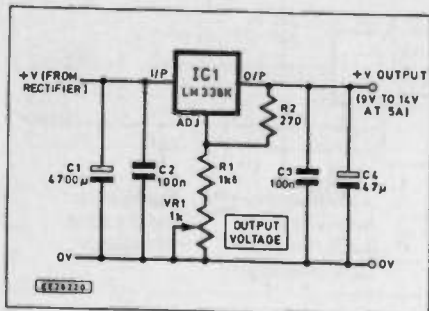 +V (FROM
RECTIFIER)
I/P
IC1
LM338K
O/P
+V OUTPUT
(9V TO 14V
AT 5A)
ADJ
R2
270
C1
4700µ
C2
100n
R1
C3
100n
C4
47µ
VR1
1k
OUTPUT
VOLTAGE
0V
0V